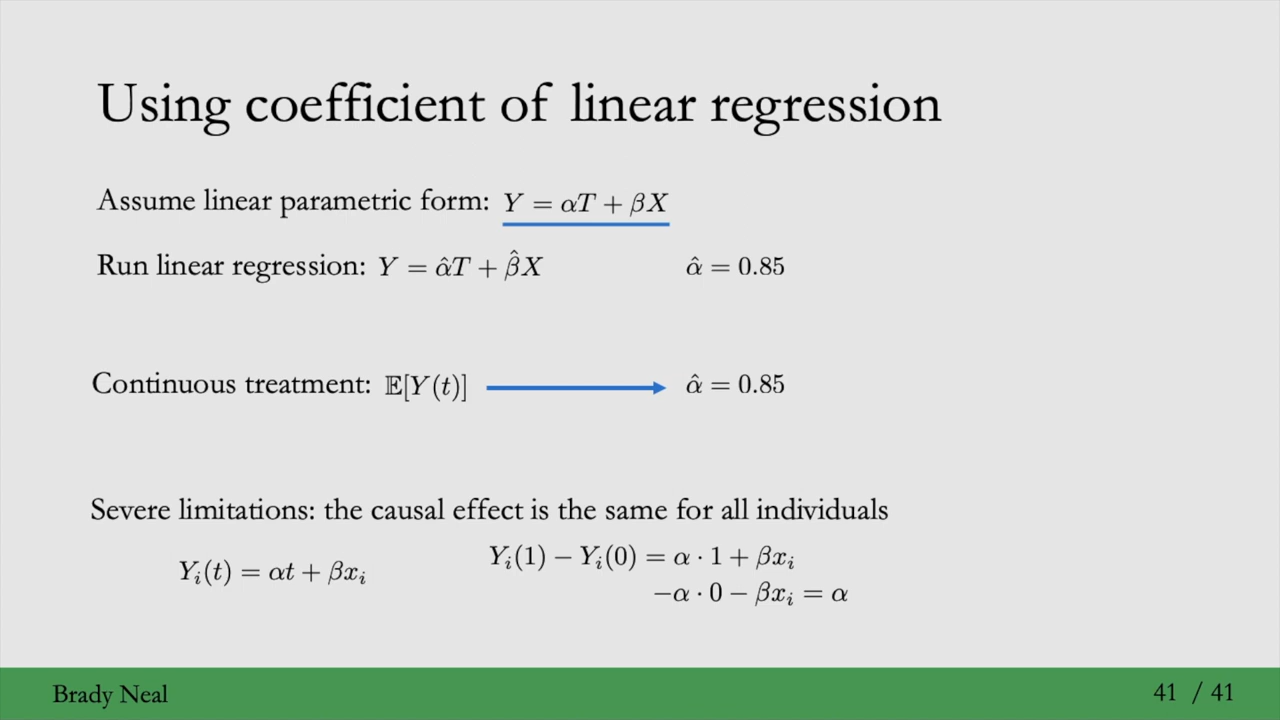 Using coefficient of linear regression
Assume linear parametric form: Y = αT + βX
Run linear regression: Y = α̂T + β̂X α̂ = 0.85
Continuous treatment: 𝔼[Y(t)] α̂ = 0.85
Severe limitations: the causal effect is the same for all individuals
Yᵢ(t) = αt + βxᵢ
Yᵢ(1) − Yᵢ(0) = α · 1 + βxᵢ
−α · 0 − βxᵢ = α
Brady Neal 41 / 41